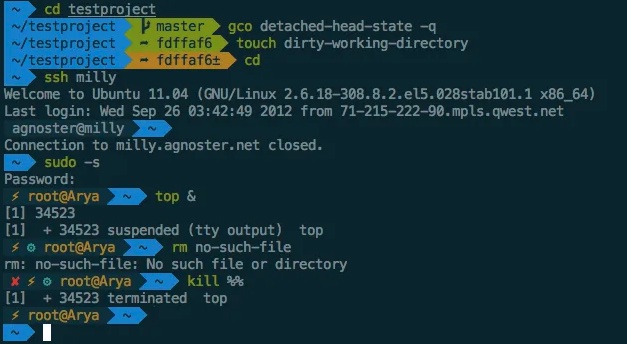 ~ cd testproject
~/testproject master gco detached-head-state -q
~/testproject ➦ fdffaf6 touch dirty-working-directory
~/testproject ➦ fdffaf6± cd
~ ssh milly
Welcome to Ubuntu 11.04 (GNU/Linux 2.6.18-308.8.2.el5.028stab101.1 x86_64)
Last login: Wed Sep 26 03:42:49 2012 from 71-215-222-90.mpls.qwest.net
agnoster@milly ~
Connection to milly.agnoster.net closed.
~ sudo -s
Password:
⚡ root@Arya ~ top &
[1] 34523
[1]  + 34523 suspended (tty output)  top
⚡ ⚙ root@Arya ~ rm no-such-file
rm: no-such-file: No such file or directory
✘ ⚡ ⚙ root@Arya ~ kill %%
[1]  + 34523 terminated  top
⚡ root@Arya ~
~